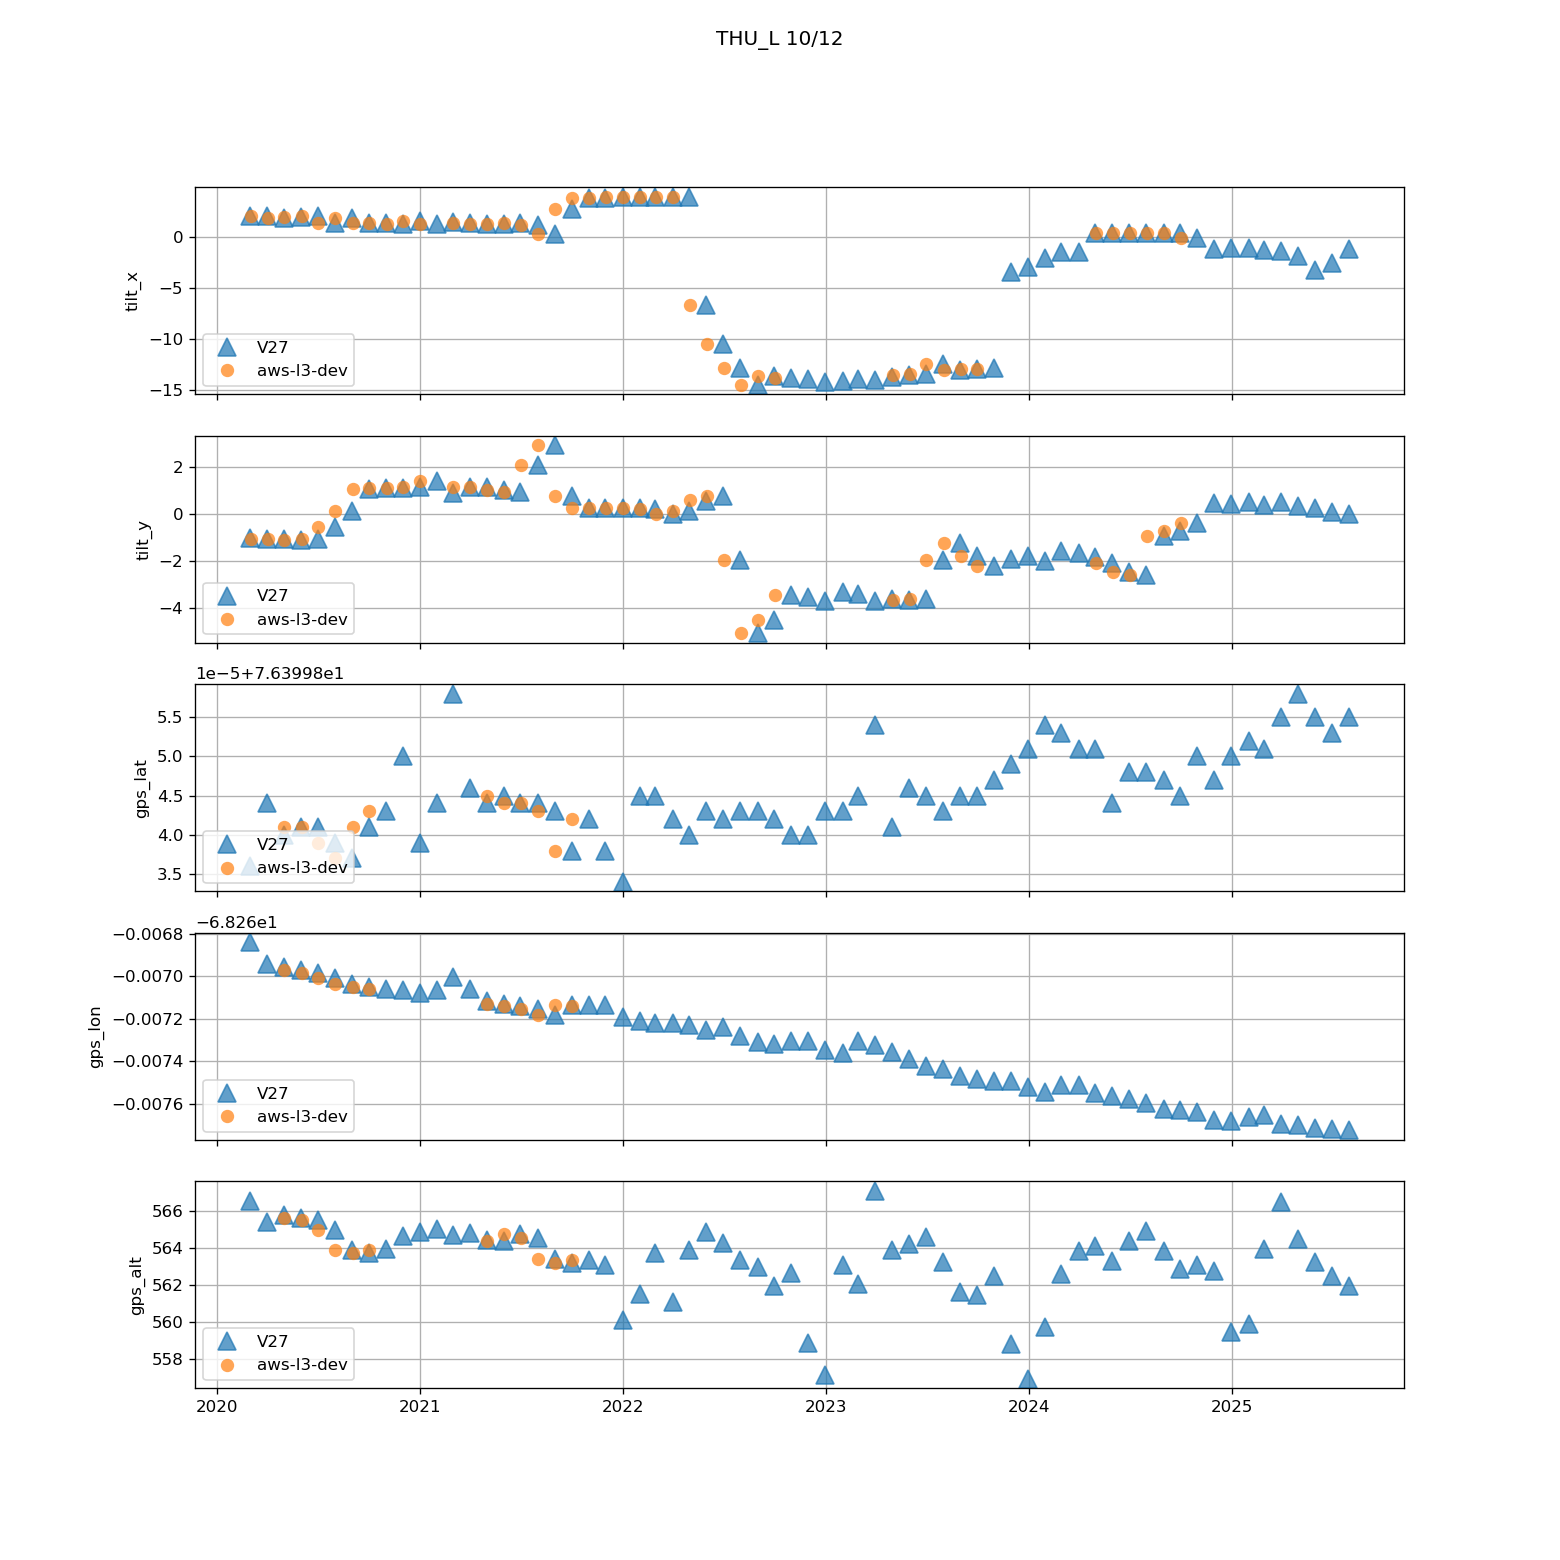 THU_L 10/12
0
−5
−10
−15
tilt_x
V27
aws-l3-dev
2
0
−2
−4
tilt_y
V27
aws-l3-dev
1e−5+7.63998e1
5.5
5.0
4.5
4.0
3.5
gps_lat
V27
aws-l3-dev
−6.826e1
−0.0068
−0.0070
−0.0072
−0.0074
−0.0076
gps_lon
V27
aws-l3-dev
566
564
562
560
558
gps_alt
V27
aws-l3-dev
2020 2021 2022 2023 2024 2025